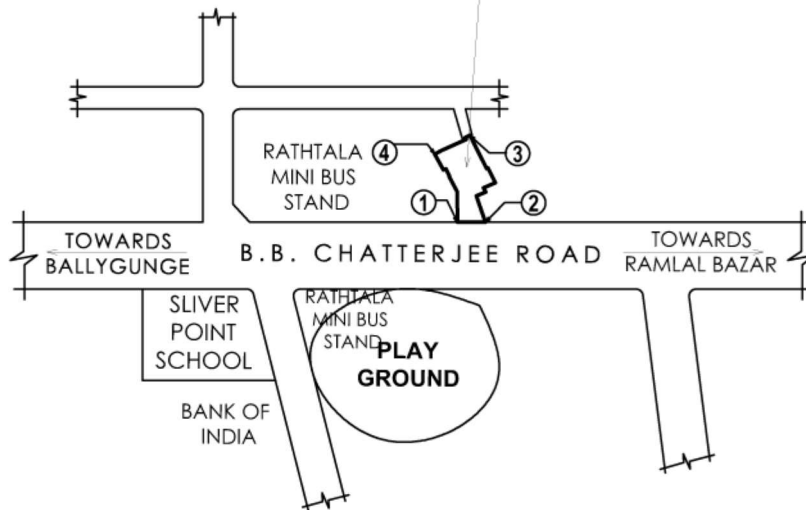 RATHTALA
MINI BUS
STAND
4
3
1
2
TOWARDS
BALLYGUNGE
B.B. CHATTERJEE ROAD
TOWARDS
RAMLAL BAZAR
SLIVER
POINT
SCHOOL
RATHTALA
MINI BUS
STAND
PLAY
GROUND
BANK OF
INDIA